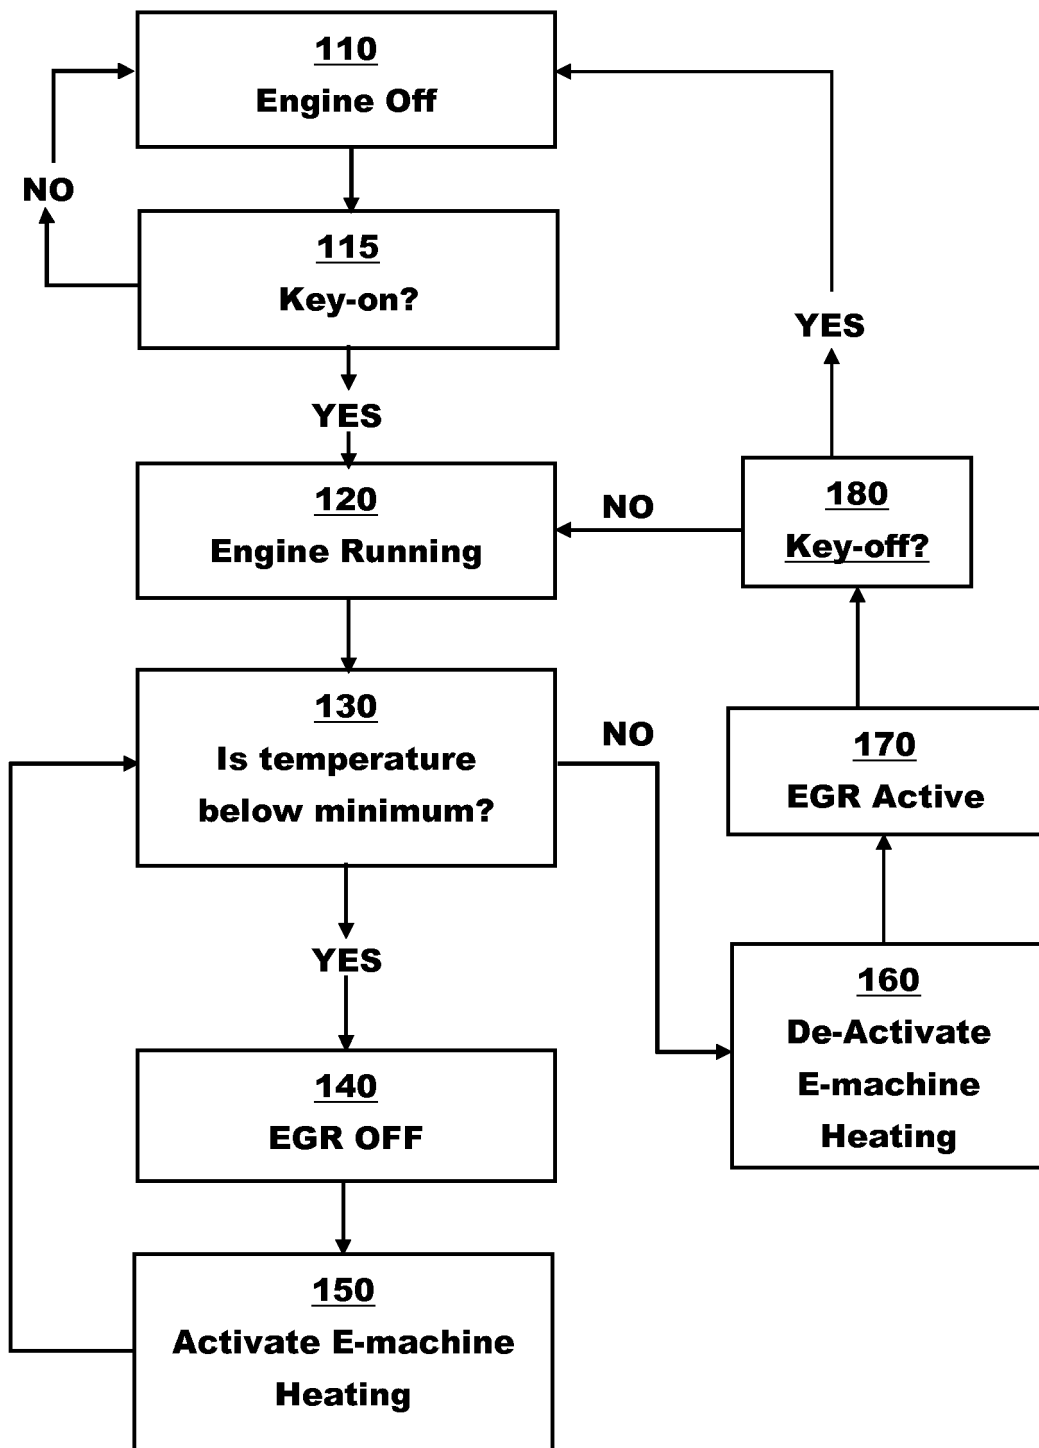 110
Engine Off
NO
115
Key-on?
YES
120
Engine Running
130
Is temperature
below minimum?
YES
140
EGR OFF
150
Activate E-machine
Heating
NO
160
De-Activate
E-machine
Heating
170
EGR Active
180
Key-off?
NO
YES